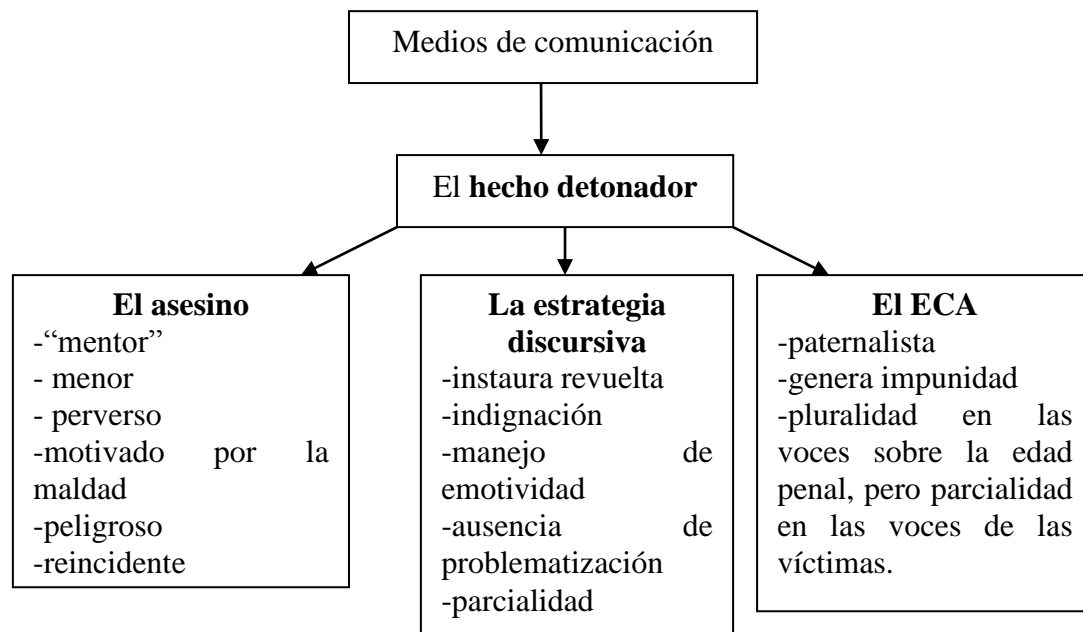 Medios de comunicación
El hecho detonador
El asesino
-“mentor”
- menor
- perverso
-motivado por la
maldad
-peligroso
-reincidente
La estrategia
discursiva
-instaura revuelta
-indignación
-manejo de
emotividad
-ausencia de
problematización
-parcialidad
El ECA
-paternalista
-genera impunidad
-pluralidad en las
voces sobre la edad
penal, pero parcialidad
en las voces de las
víctimas.